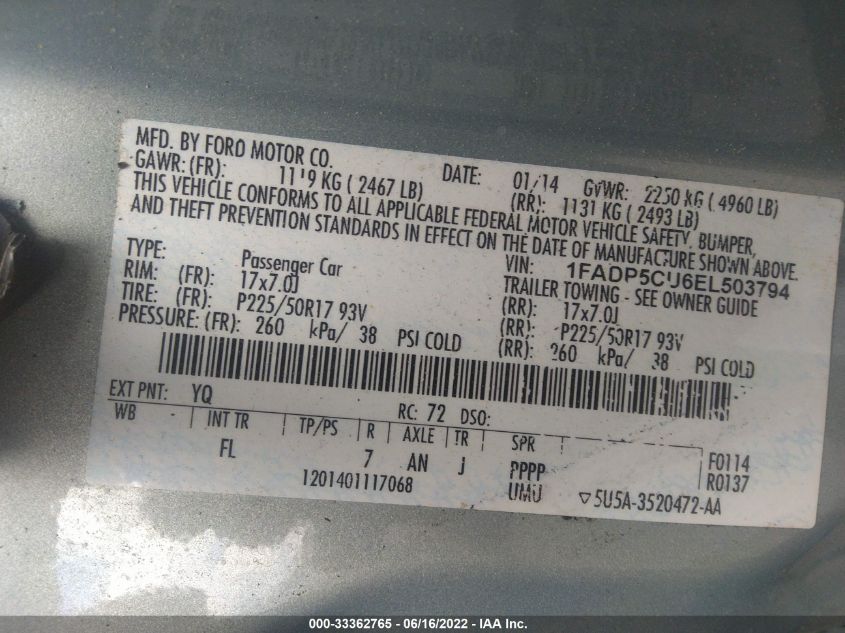 MFD. BY FORD MOTOR CO.
DATE: 01/14 GVWR: 2250 KG ( 4960 LB)
GAWR: (FR): 1119 KG ( 2467 LB) (RR): 1131 KG ( 2493 LB)
THIS VEHICLE CONFORMS TO ALL APPLICABLE FEDERAL MOTOR VEHICLE SAFETY, BUMPER,
AND THEFT PREVENTION STANDARDS IN EFFECT ON THE DATE OF MANUFACTURE SHOWN ABOVE.
VIN: 1FADP5CU6EL503794
TYPE: Passenger Car TRAILER TOWING - SEE OWNER GUIDE
RIM: (FR): 17x7.0J (RR): 17x7.0J
TIRE: (FR): P225/50R17 93V (RR): P225/50R17 93V
PRESSURE: (FR): 260 kPa/ 38 PSI COLD (RR): 260 kPa/ 38 PSI COLD
EXT PNT: YQ RC: 72 DSO:
WB INT TR TP/PS R AXLE TR SPR
FL 7 AN J PPPP F0114
1201401117068 UMU R0137
5U5A-3520472-AA
000-33362765 - 06/16/2022 - IAA Inc.